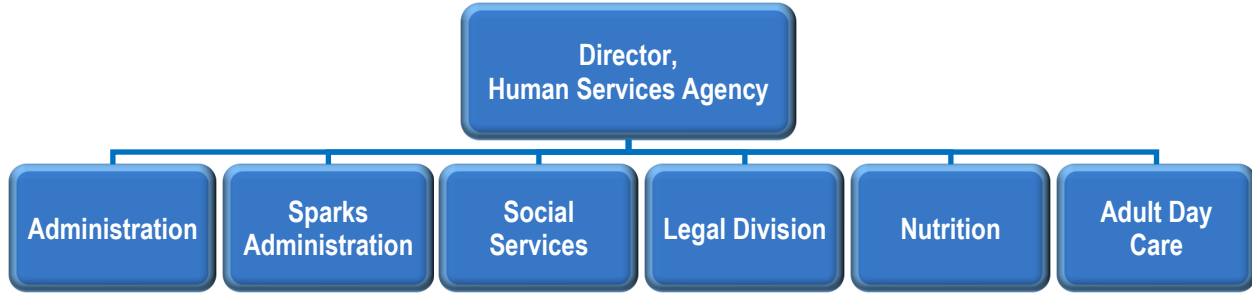 Director,
Human Services Agency
Administration
Sparks
Administration
Social
Services
Legal Division
Nutrition
Adult Day
Care